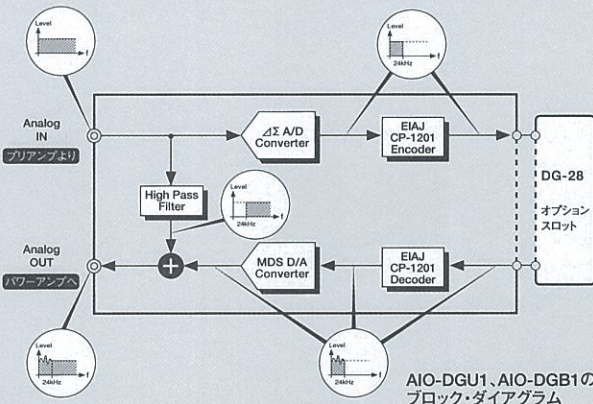 Level
f
Level
f
24kHz
Analog
IN
プリアンプより
⊿Σ A/D
Converter
EIAJ
CP-1201
Encoder
DG-28
オプション
スロット
High Pass
Filter
Level
f
24kHz
Analog
OUT
パワーアンプへ
MDS D/A
Converter
EIAJ
CP-1201
Decoder
Level
f
24kHz
Level
f
24kHz
AIO-DGU1、AIO-DGB1の
ブロック・ダイアグラム